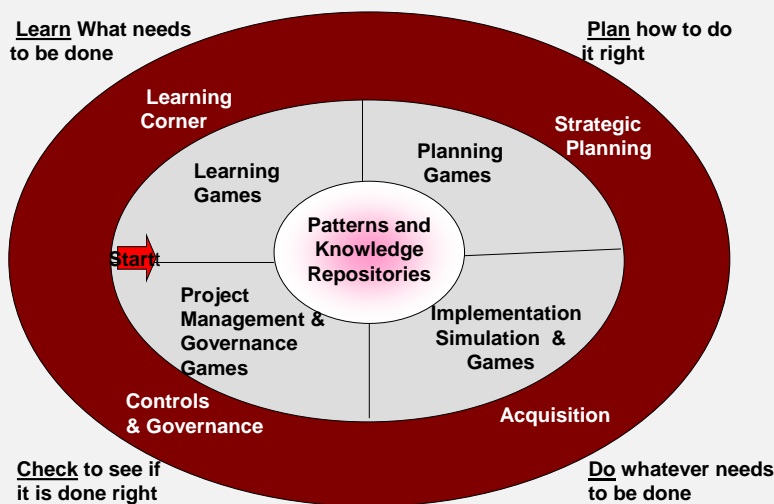 Learn What needs
to be done
Plan how to do
it right
Learning
Corner
Strategic
Planning
Learning
Games
Planning
Games
Patterns and
Knowledge
Repositories
Startt
Project
Management &
Governance
Games
Implementation
Simulation &
Games
Controls
& Governance
Acquisition
Check to see if
it is done right
Do whatever needs
to be done